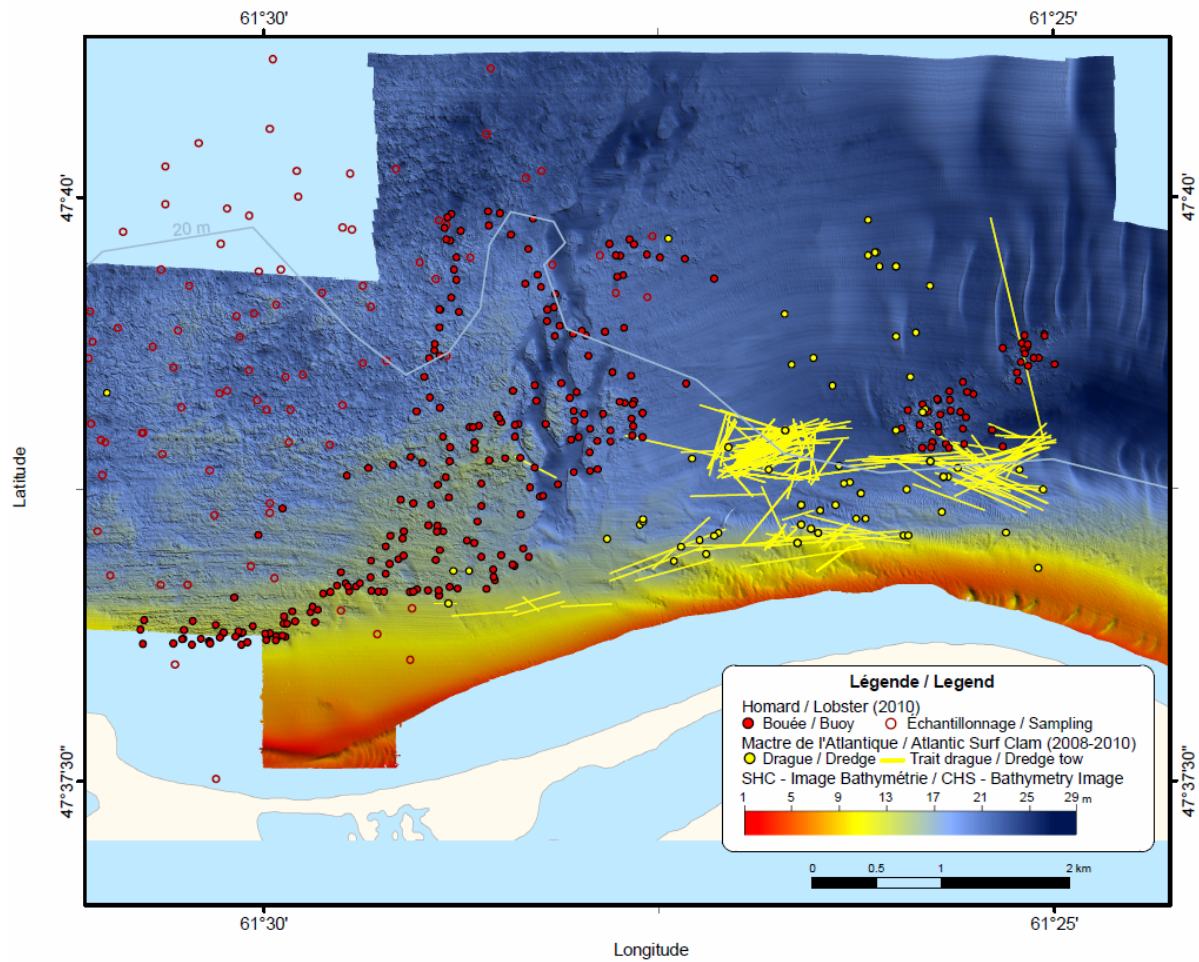 61°30'
61°25'
47°40'
47°40'
20 m
Latitude
47°37'30"
47°37'30"
Légende / Legend
Homard / Lobster (2010)
Bouée / Buoy Échantillonnage / Sampling
Mactre de l'Atlantique / Atlantic Surf Clam (2008-2010)
Drague / Dredge Trait drague / Dredge tow
SHC - Image Bathymétrie / CHS - Bathymetry Image
1 5 9 13 17 21 25 29 m
0 0.5 1 2 km
61°30'
61°25'
Longitude